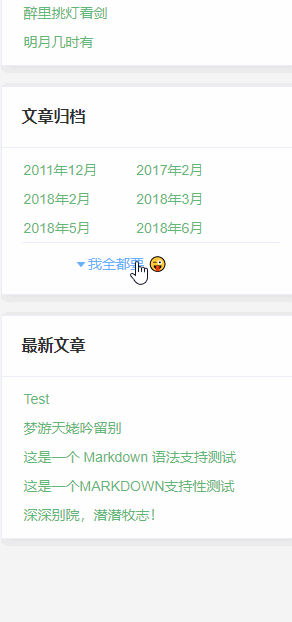 醉里挑灯看剑
明月几时有
文章归档
2011年12月 2017年2月
2018年2月 2018年3月
2018年5月 2018年6月
我全都要
最新文章
Test
梦游天姥吟留别
这是一个 Markdown 语法支持测试
这是一个MARKDOWN支持性测试
深深别院，潜潜牧志！